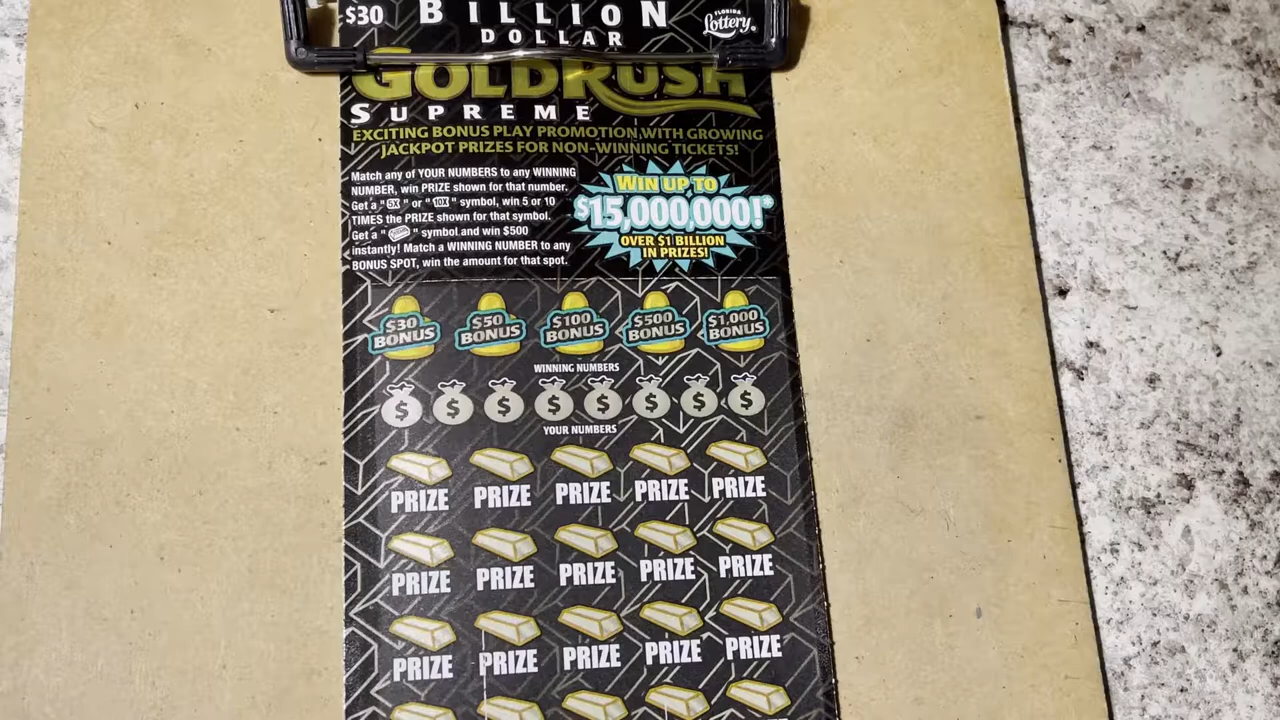 $30
BILLION
FLORIDA
Lottery
DOLLAR
GOLDRUSH
SUPREME
EXCITING BONUS PLAY PROMOTION WITH GROWING
JACKPOT PRIZES FOR NON-WINNING TICKETS!
Match any of YOUR NUMBERS to any WINNING
NUMBER, win PRIZE shown for that number.
Get a "5X" or "10X" symbol, win 5 or 10
TIMES the PRIZE shown for that symbol.
Get a " " symbol and win $500
instantly! Match a WINNING NUMBER to any
BONUS SPOT, win the amount for that spot.
WIN UP TO
$15,000,000!*
OVER $1 BILLION
IN PRIZES!
$30 BONUS $50 BONUS $100 BONUS $500 BONUS $1,000 BONUS
WINNING NUMBERS
$ $ $ $ $ $ $ $
YOUR NUMBERS
PRIZE PRIZE PRIZE PRIZE PRIZE
PRIZE PRIZE PRIZE PRIZE PRIZE
PRIZE PRIZE PRIZE PRIZE PRIZE